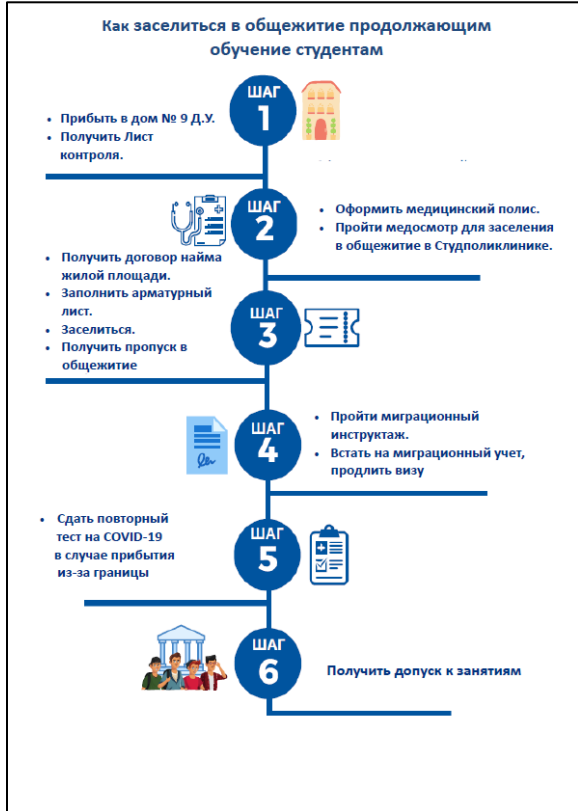 Как заселиться в общежитие продолжающим
обучение студентам
ШАГ
1
• Прибыть в дом № 9 Д.У.
• Получить Лист
контроля.
ШАГ
2
• Оформить медицинский полис.
• Пройти медосмотр для заселения
в общежитие в Студполиклинике.
• Получить договор найма
жилой площади.
• Заполнить арматурный
лист.
• Заселиться.
• Получить пропуск в
общежитие
ШАГ
3
ШАГ
4
• Пройти миграционный
инструктаж.
• Встать на миграционный учет,
продлить визу
• Сдать повторный
тест на COVID-19
в случае прибытия
из-за границы
ШАГ
5
ШАГ
6
Получить допуск к занятиям